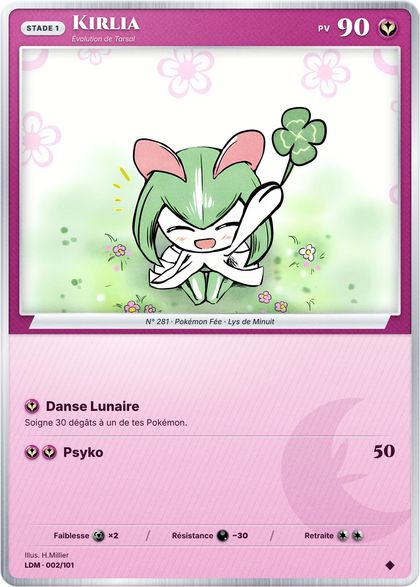 STADE 1 KIRLIA PV 90
Évolution de Tarsal
N° 281 · Pokémon Fée · Lys de Minuit
Danse Lunaire
Soigne 30 dégâts à un de tes Pokémon.
Psyko 50
Faiblesse ×2 / Résistance -30 / Retraite
Illus. H.Millier
LDM · 002/101